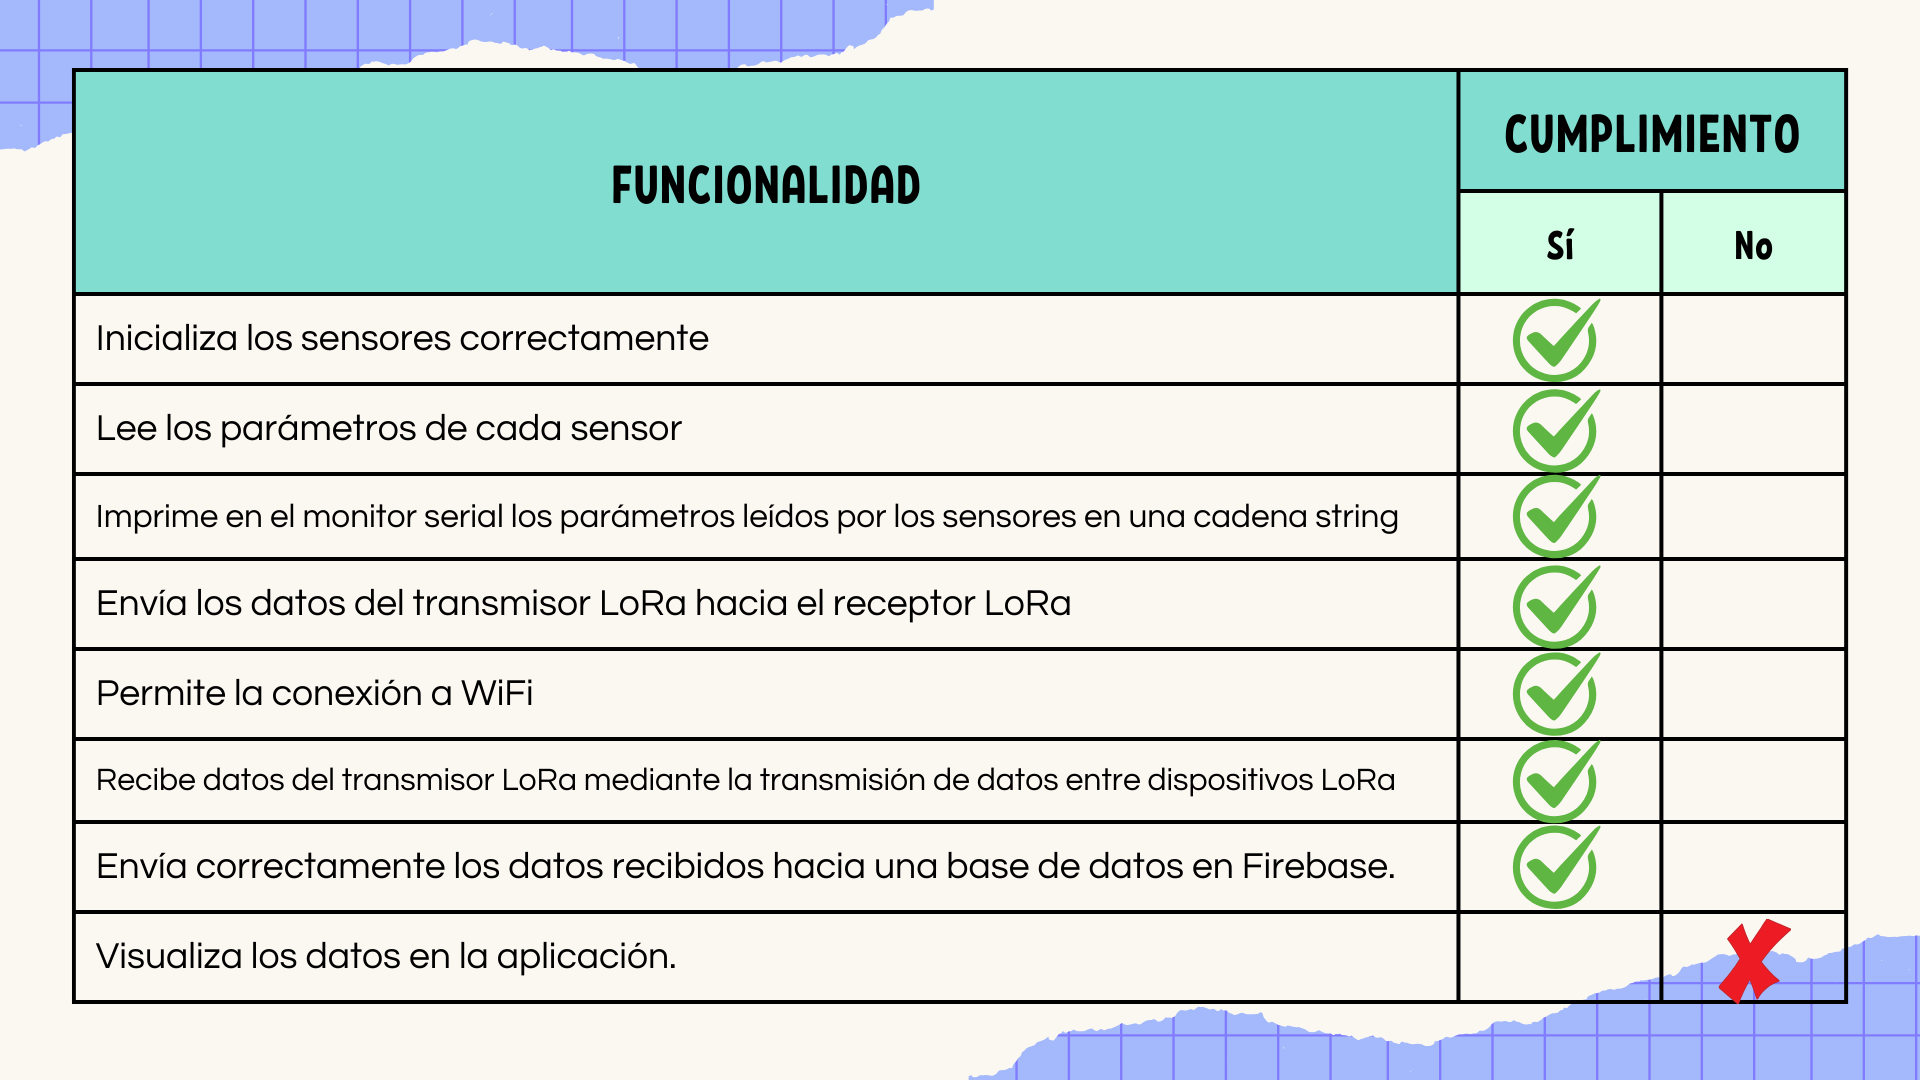 FUNCIONALIDAD
CUMPLIMIENTO
Sí
No
Inicializa los sensores correctamente
Lee los parámetros de cada sensor
Imprime en el monitor serial los parámetros leídos por los sensores en una cadena string
Envía los datos del transmisor LoRa hacia el receptor LoRa
Permite la conexión a WiFi
Recibe datos del transmisor LoRa mediante la transmisión de datos entre dispositivos LoRa
Envía correctamente los datos recibidos hacia una base de datos en Firebase.
Visualiza los datos en la aplicación.